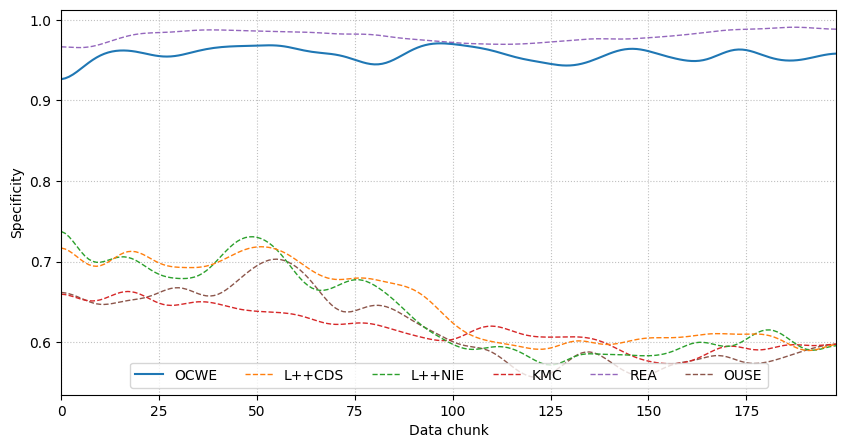 1.0
0.9
0.8
0.7
0.6
Specificity
OCWE L++CDS L++NIE KMC REA OUSE
0 25 50 75 100 125 150 175
Data chunk